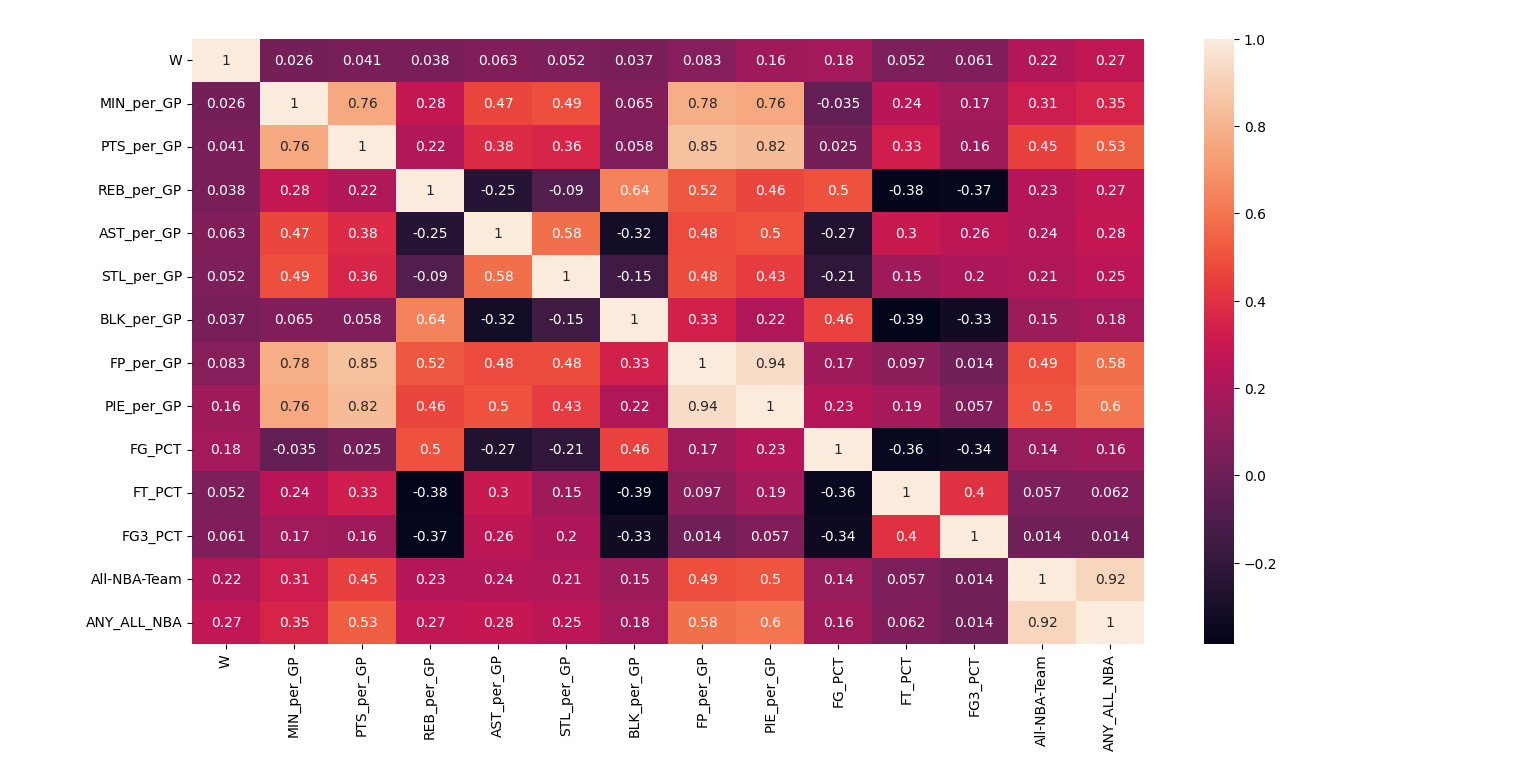 W 1 0.026 0.041 0.038 0.063 0.052 0.037 0.083 0.16 0.18 0.052 0.061 0.22 0.27 1.0
MIN_per_GP 0.026 1 0.76 0.28 0.47 0.49 0.065 0.78 0.76 -0.035 0.24 0.17 0.31 0.35
PTS_per_GP 0.041 0.76 1 0.22 0.38 0.36 0.058 0.85 0.82 0.025 0.33 0.16 0.45 0.53 0.8
REB_per_GP 0.038 0.28 0.22 1 -0.25 -0.09 0.64 0.52 0.46 0.5 -0.38 -0.37 0.23 0.27
AST_per_GP 0.063 0.47 0.38 -0.25 1 0.58 -0.32 0.48 0.5 -0.27 0.3 0.26 0.24 0.28 0.6
STL_per_GP 0.052 0.49 0.36 -0.09 0.58 1 -0.15 0.48 0.43 -0.21 0.15 0.2 0.21 0.25
BLK_per_GP 0.037 0.065 0.058 0.64 -0.32 -0.15 1 0.33 0.22 0.46 -0.39 -0.33 0.15 0.18 0.4
FP_per_GP 0.083 0.78 0.85 0.52 0.48 0.48 0.33 1 0.94 0.17 0.097 0.014 0.49 0.58
PIE_per_GP 0.16 0.76 0.82 0.46 0.5 0.43 0.22 0.94 1 0.23 0.19 0.057 0.5 0.6 0.2
FG_PCT 0.18 -0.035 0.025 0.5 -0.27 -0.21 0.46 0.17 0.23 1 -0.36 -0.34 0.14 0.16
FT_PCT 0.052 0.24 0.33 -0.38 0.3 0.15 -0.39 0.097 0.19 -0.36 1 0.4 0.057 0.062 0.0
FG3_PCT 0.061 0.17 0.16 -0.37 0.26 0.2 -0.33 0.014 0.057 -0.34 0.4 1 0.014 0.014
All-NBA-Team 0.22 0.31 0.45 0.23 0.24 0.21 0.15 0.49 0.5 0.14 0.057 0.014 1 0.92 −0.2
ANY_ALL_NBA 0.27 0.35 0.53 0.27 0.28 0.25 0.18 0.58 0.6 0.16 0.062 0.014 0.92 1
W
MIN_per_GP
PTS_per_GP
REB_per_GP
AST_per_GP
STL_per_GP
BLK_per_GP
FP_per_GP
PIE_per_GP
FG_PCT
FT_PCT
FG3_PCT
All-NBA-Team
ANY_ALL_NBA